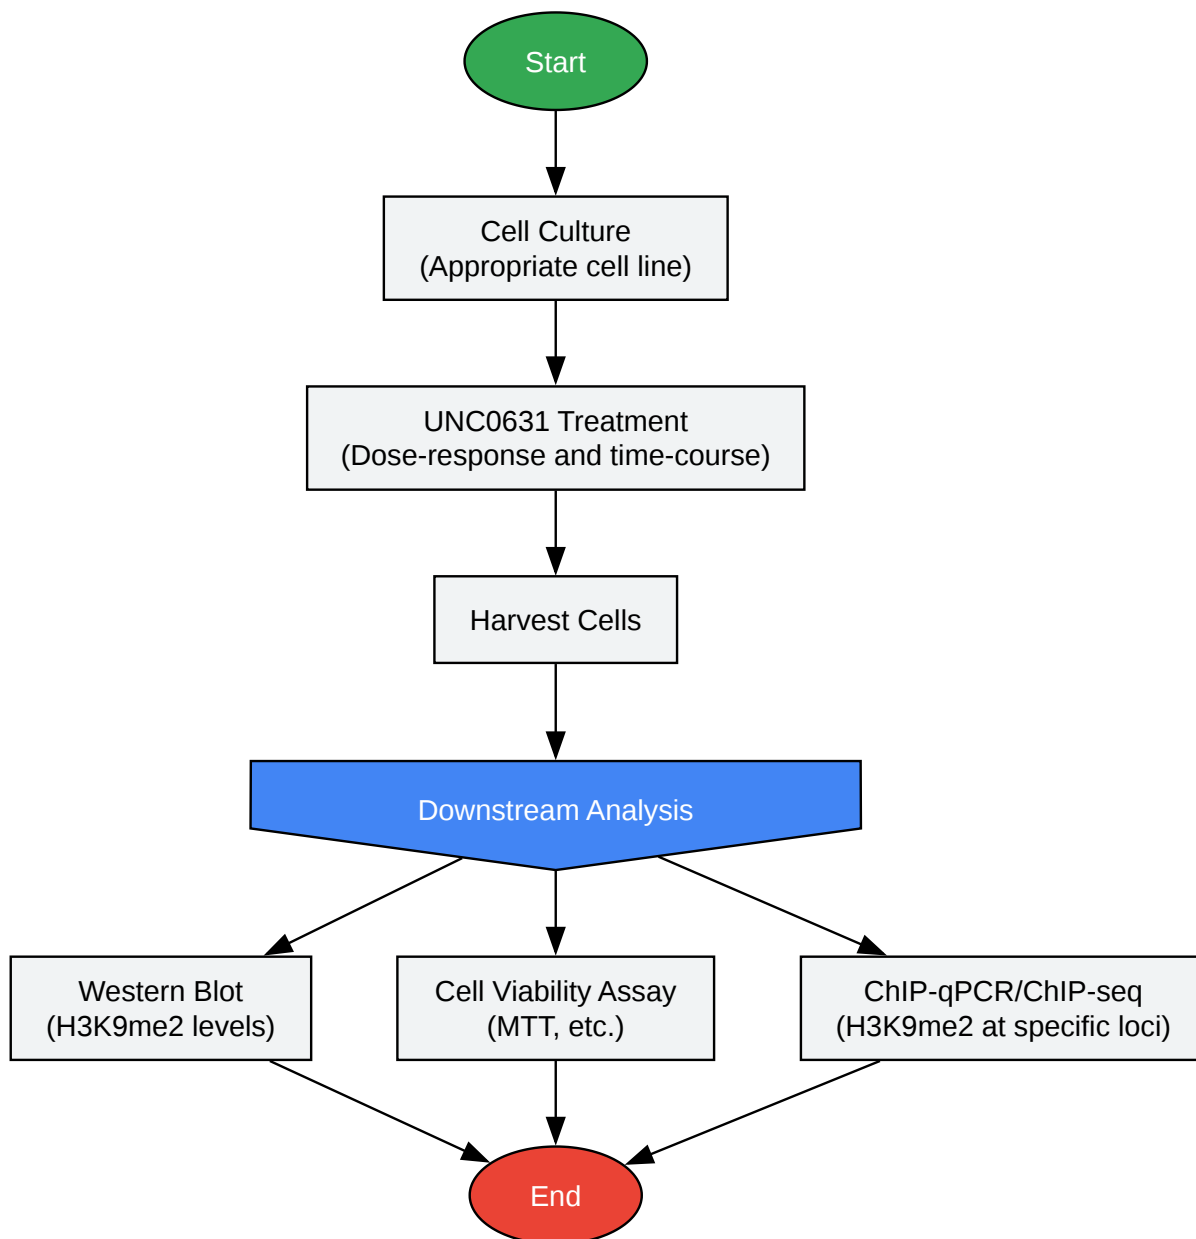 Start
Cell Culture
(Appropriate cell line)
UNC0631 Treatment
(Dose-response and time-course)
Harvest Cells
Downstream Analysis
Western Blot
(H3K9me2 levels)
Cell Viability Assay
(MTT, etc.)
ChIP-qPCR/ChIP-seq
(H3K9me2 at specific loci)
End